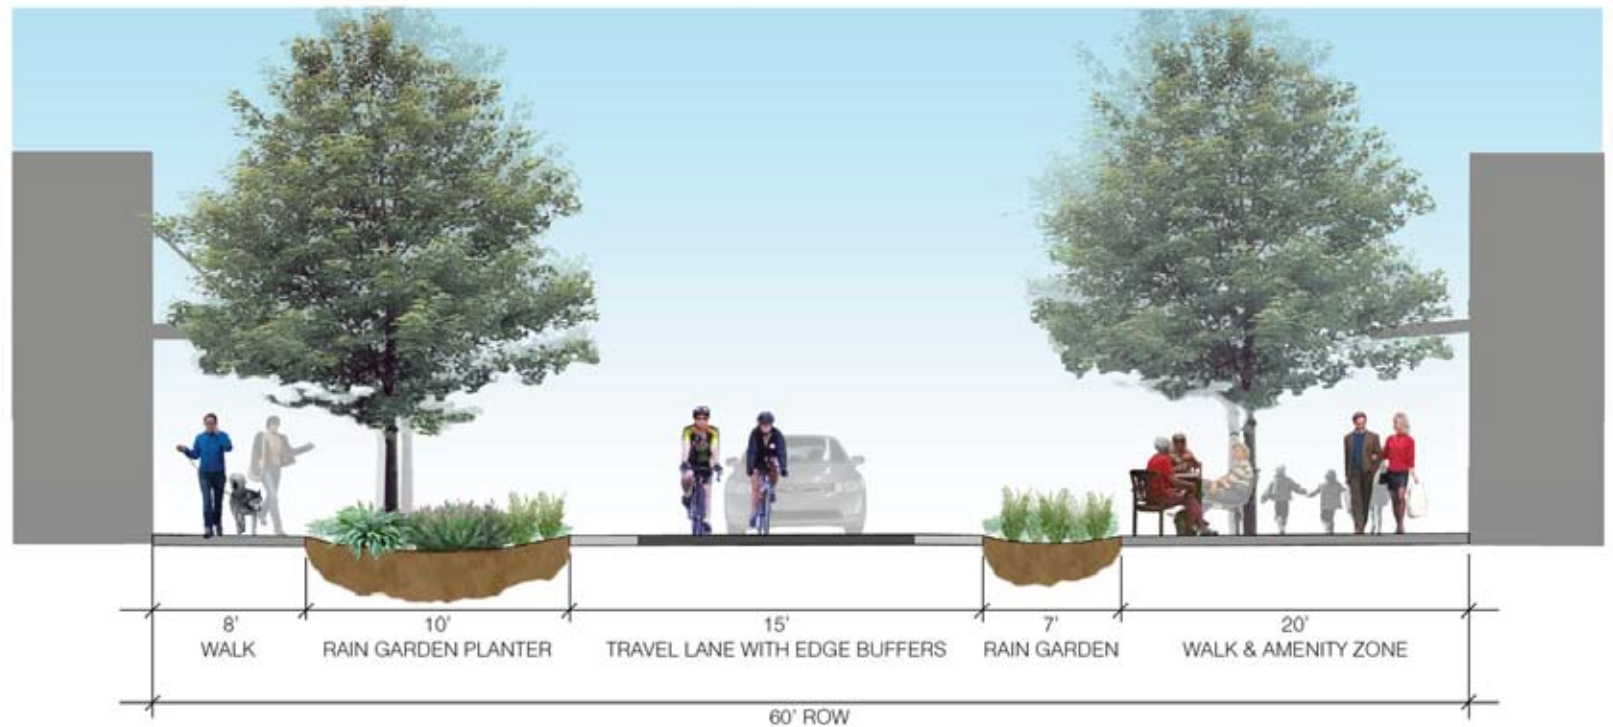 8'
WALK
10'
RAIN GARDEN PLANTER
15'
TRAVEL LANE WITH EDGE BUFFERS
7'
RAIN GARDEN
20'
WALK & AMENITY ZONE
60' ROW